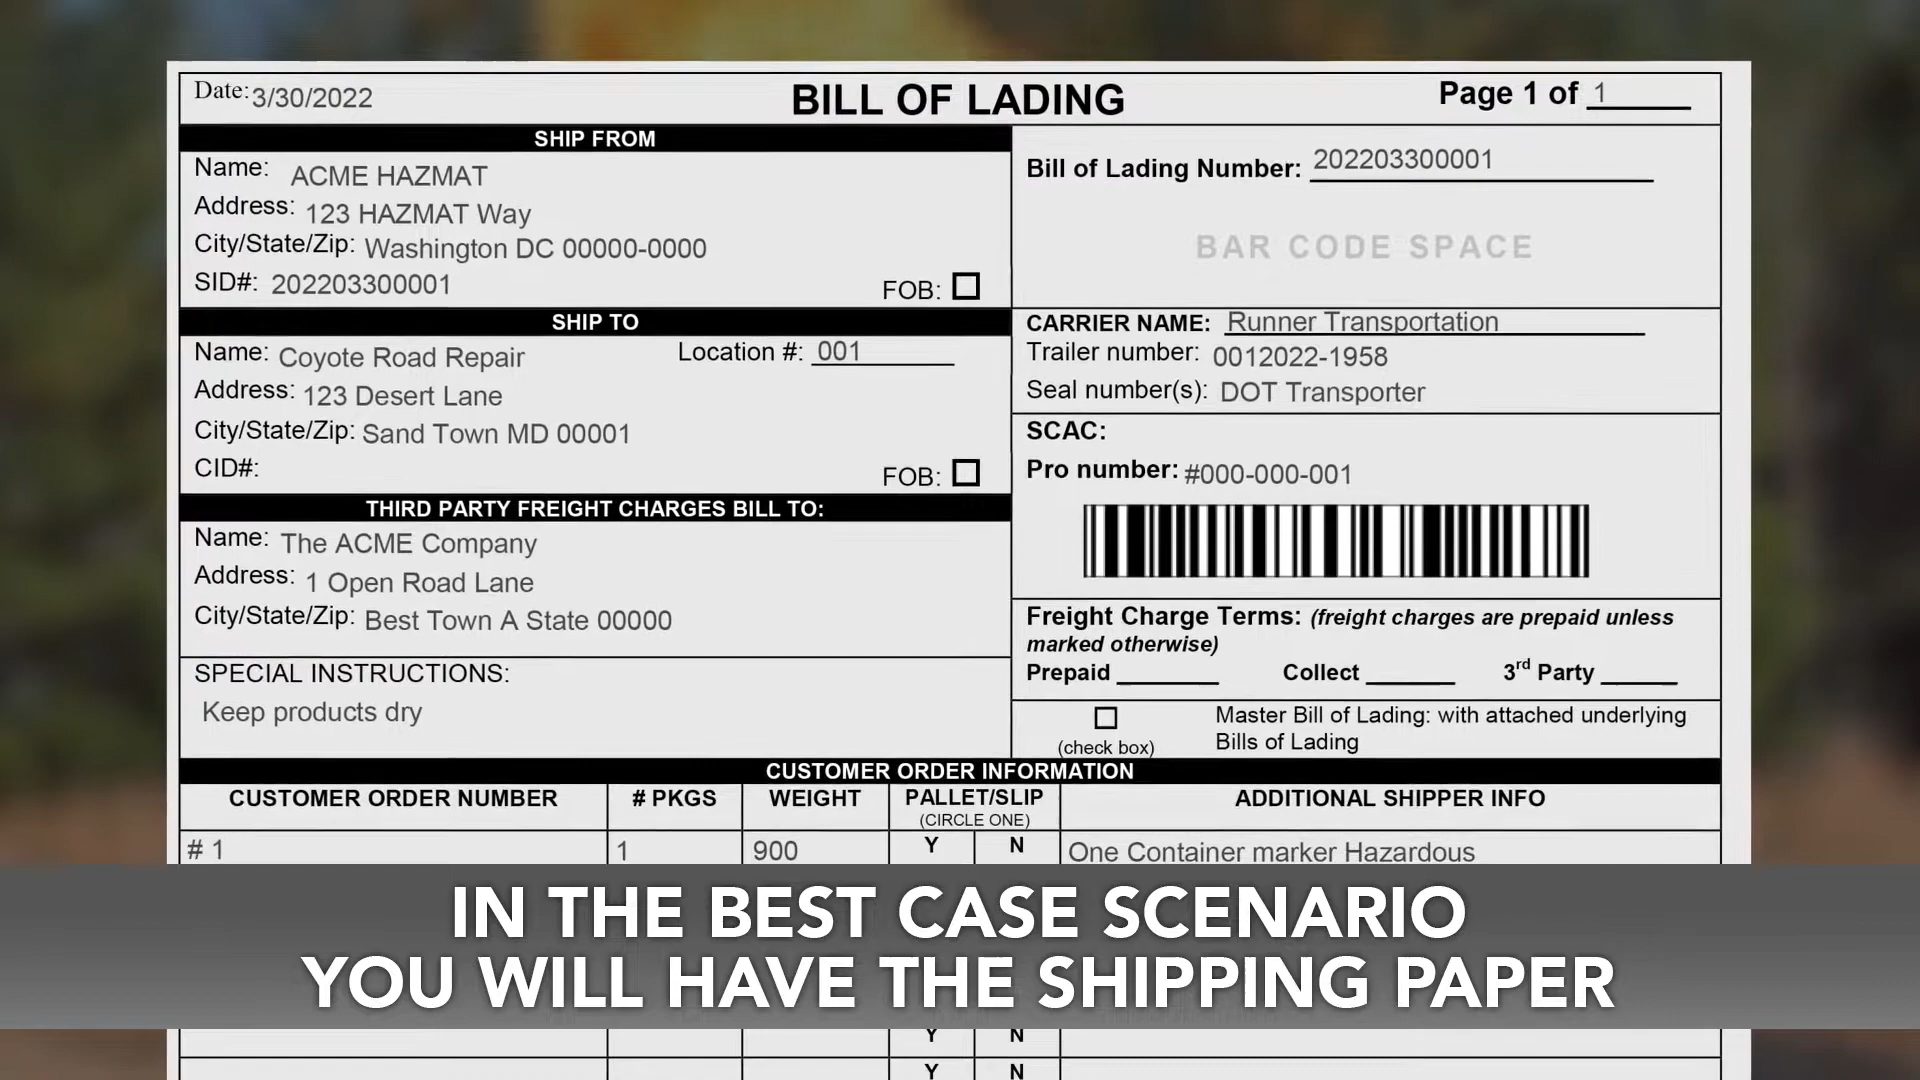 Date: 3/30/2022
BILL OF LADING
Page 1 of 1
SHIP FROM
Name: ACME HAZMAT
Address: 123 HAZMAT Way
City/State/Zip: Washington DC 00000-0000
SID#: 202203300001
FOB:
Bill of Lading Number: 202203300001
BAR CODE SPACE
SHIP TO
Name: Coyote Road Repair
Location #: 001
Address: 123 Desert Lane
City/State/Zip: Sand Town MD 00001
CID#:
FOB:
CARRIER NAME: Runner Transportation
Trailer number: 0012022-1958
Seal number(s): DOT Transporter
SCAC:
Pro number: #000-000-001
THIRD PARTY FREIGHT CHARGES BILL TO:
Name: The ACME Company
Address: 1 Open Road Lane
City/State/Zip: Best Town A State 00000
SPECIAL INSTRUCTIONS:
Keep products dry
Freight Charge Terms: (freight charges are prepaid unless
marked otherwise)
Prepaid Collect 3rd Party
(check box)
Master Bill of Lading: with attached underlying
Bills of Lading
CUSTOMER ORDER INFORMATION
CUSTOMER ORDER NUMBER # PKGS WEIGHT PALLET/SLIP ADDITIONAL SHIPPER INFO
(CIRCLE ONE)
# 1 1 900 Y N One Container marker Hazardous
IN THE BEST CASE SCENARIO
YOU WILL HAVE THE SHIPPING PAPER
Y N
Y N